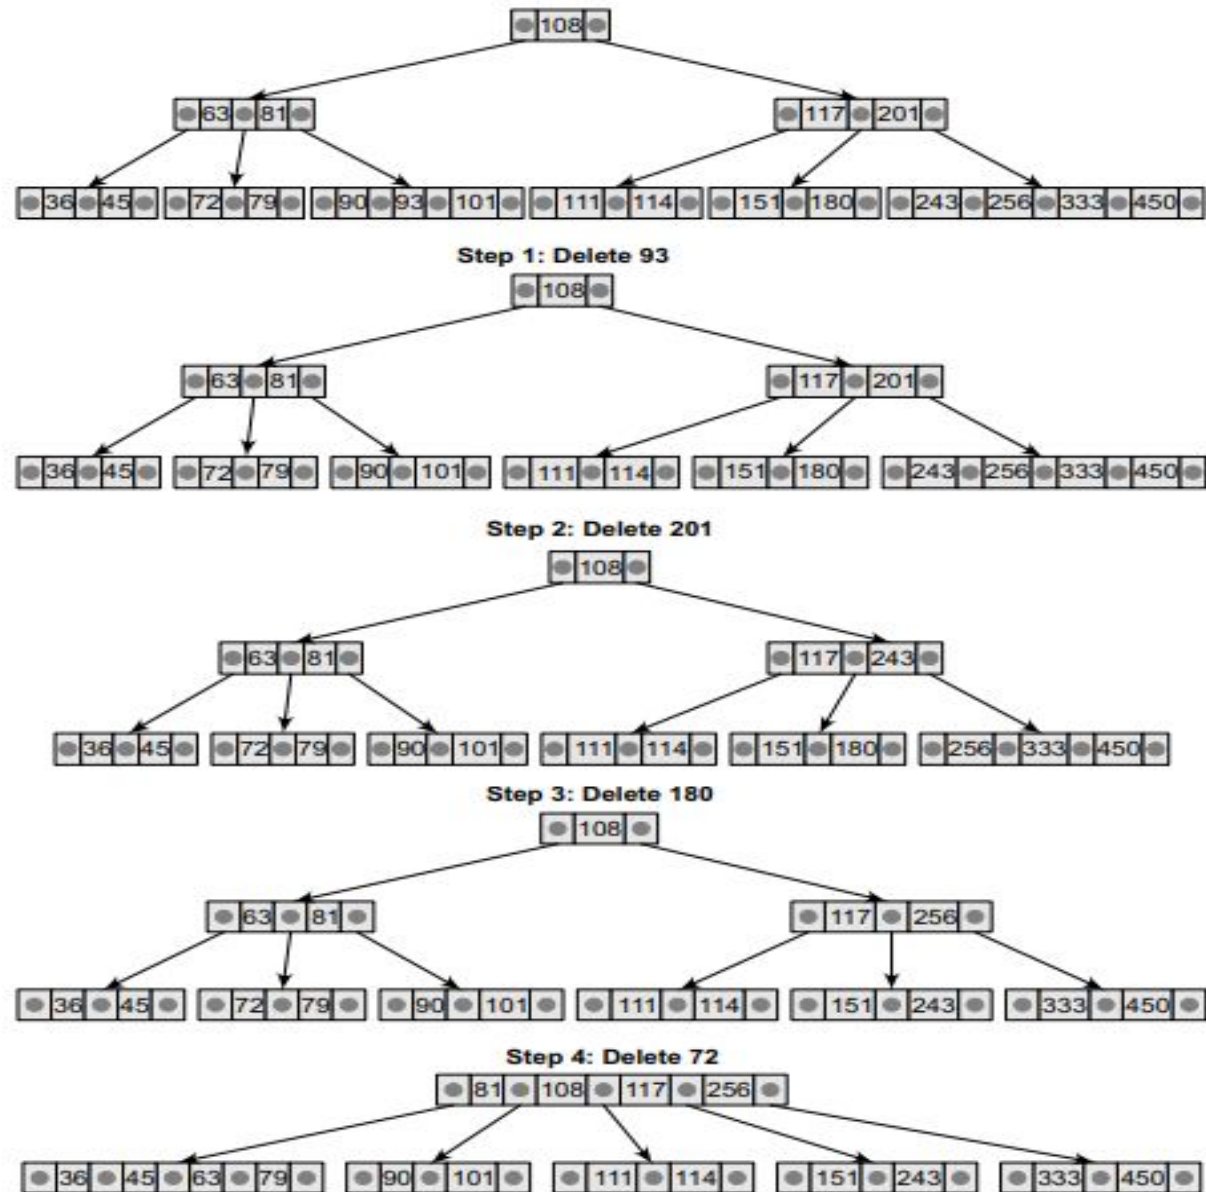 108
63 81 117 201
36 45 72 79 90 93 101 111 114 151 180 243 256 333 450
Step 1: Delete 93
108
63 81 117 201
36 45 72 79 90 101 111 114 151 180 243 256 333 450
Step 2: Delete 201
108
63 81 117 243
36 45 72 79 90 101 111 114 151 180 256 333 450
Step 3: Delete 180
108
63 81 117 256
36 45 72 79 90 101 111 114 151 243 333 450
Step 4: Delete 72
81 108 117 256
36 45 63 79 90 101 111 114 151 243 333 450